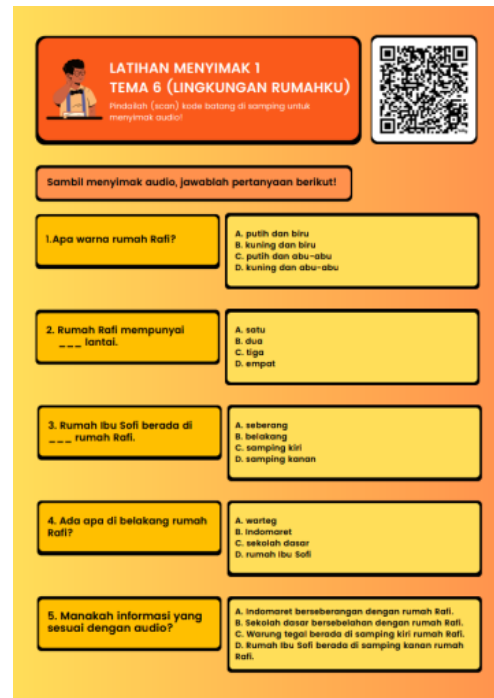 LATIHAN MENYIMAK 1
TEMA 6 (LINGKUNGAN RUMAHKU)
Pindailah (scan) kode batang di samping untuk
menyimak audio!
Sambil menyimak audio, jawablah pertanyaan berikut!
1.Apa warna rumah Rafi?
A. putih dan biru
B. kuning dan biru
C. putih dan abu-abu
D. kuning dan abu-abu
2. Rumah Rafi mempunyai
___ lantai.
A. satu
B. dua
C. tiga
D. empat
3. Rumah Ibu Sofi berada di
___ rumah Rafi.
A. seberang
B. belakang
C. samping kiri
D. samping kanan
4. Ada apa di belakang rumah
Rafi?
A. warteg
B. Indomaret
C. sekolah dasar
D. rumah Ibu Sofi
5. Manakah informasi yang
sesuai dengan audio?
A. Indomaret berseberangan dengan rumah Rafi.
B. Sekolah dasar bersebelahan dengan rumah Rafi.
C. Warung tegal berada di samping kiri rumah Rafi.
D. Rumah Ibu Sofi berada di samping kanan rumah
Rafi.